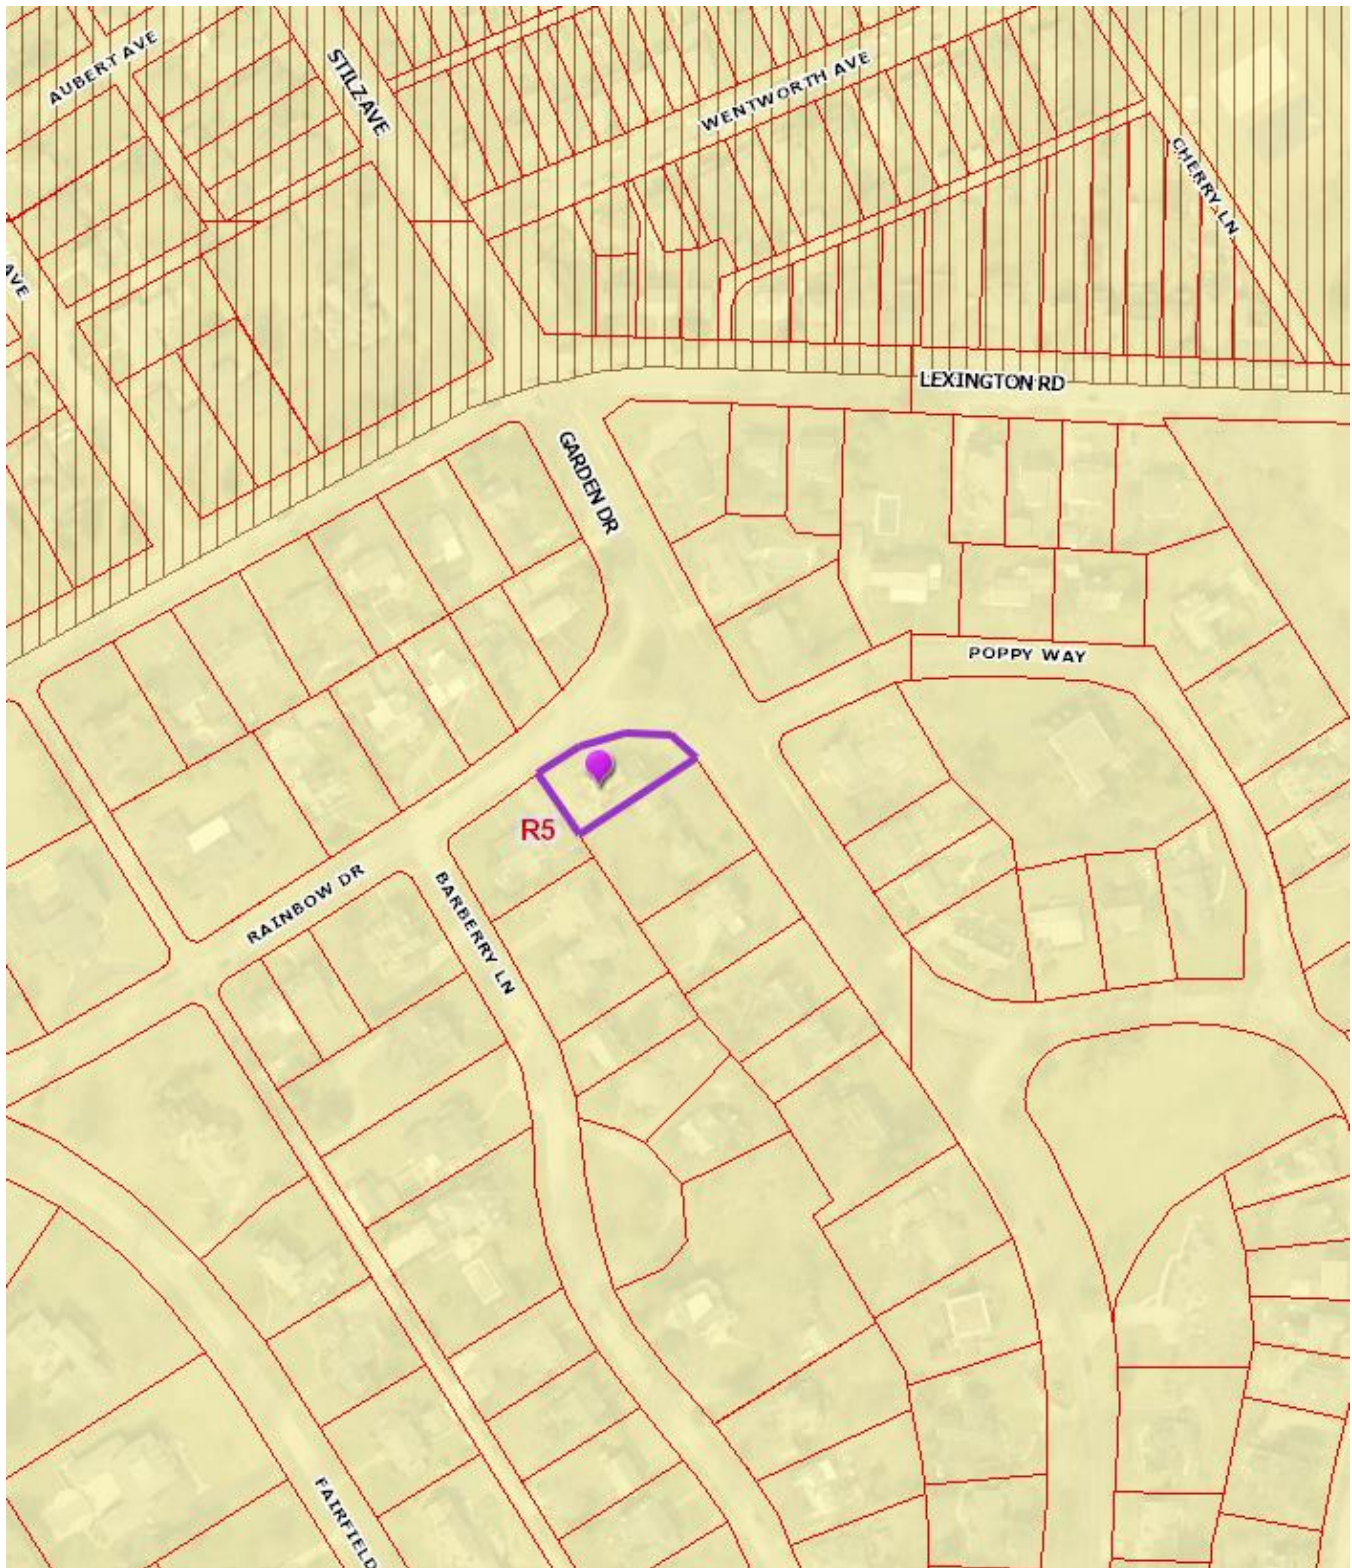 AUBERT AVE
STILZ AVE
WENTWORTH AVE
CHERRY LN
AVE
LEXINGTON RD
GARDEN DR
POPPY WAY
R5
RAINBOW DR
BARBERRY LN
FAIRFIELD